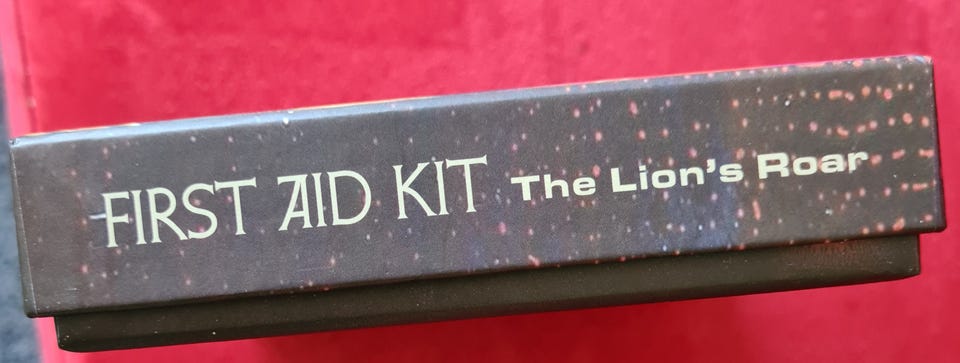 FIRST AID KIT The Lion's Roar